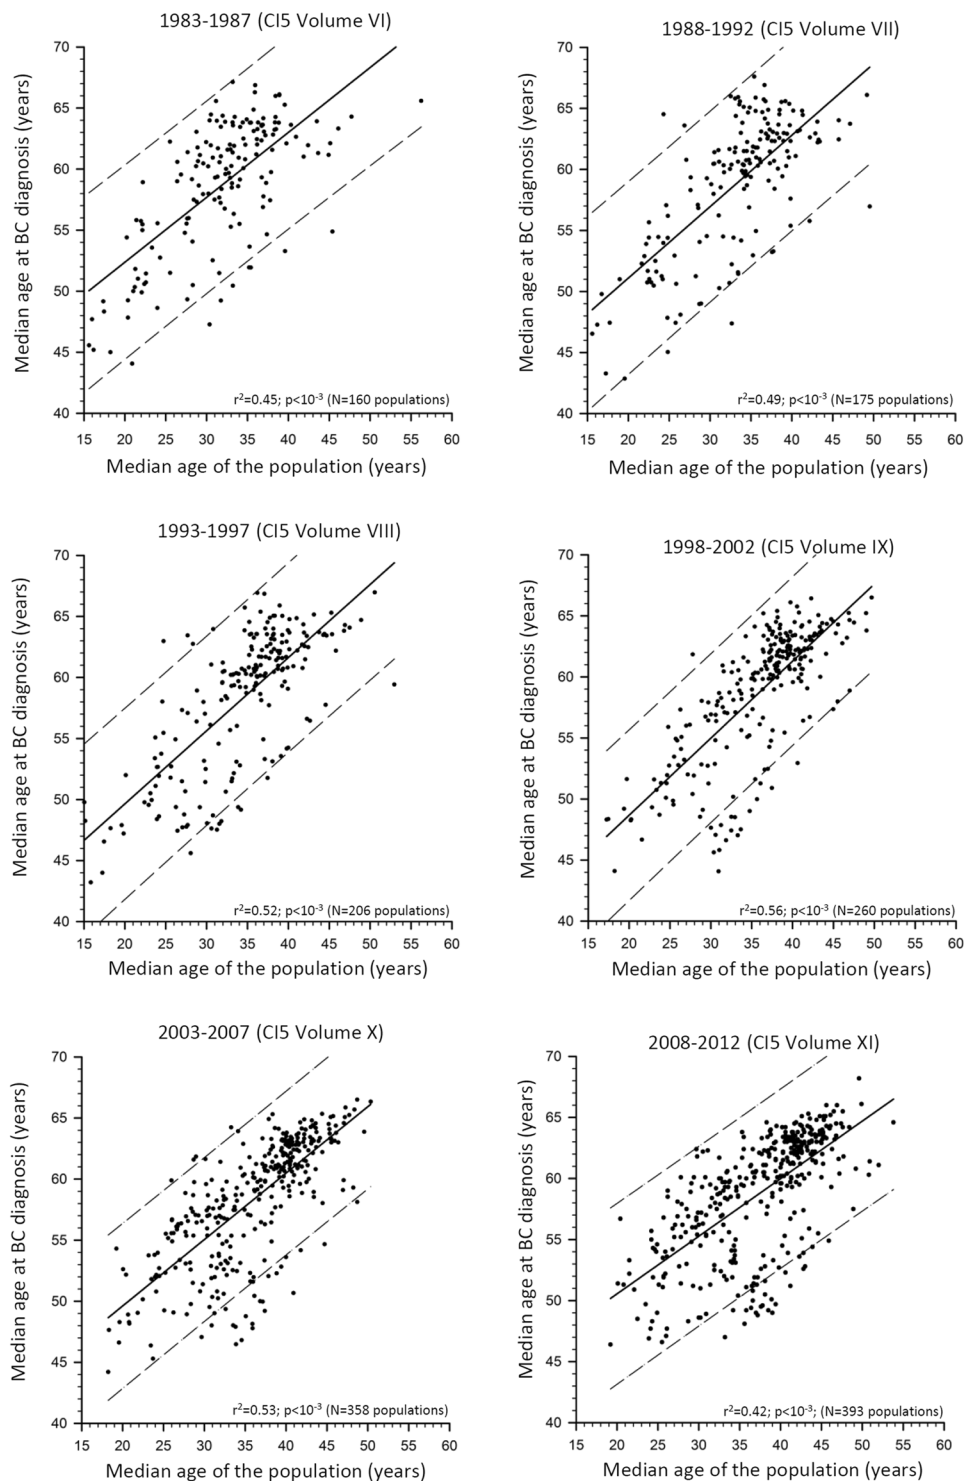 1983-1987 (CI5 Volume VI)
Median age at BC diagnosis (years)
70
65
60
55
50
45
40
r²=0.45; p<10⁻³ (N=160 populations)
15 20 25 30 35 40 45 50 55 60
Median age of the population (years)
1988-1992 (CI5 Volume VII)
Median age at BC diagnosis (years)
70
65
60
55
50
45
40
r²=0.49; p<10⁻³ (N=175 populations)
15 20 25 30 35 40 45 50 55 60
Median age of the population (years)
1993-1997 (CI5 Volume VIII)
Median age at BC diagnosis (years)
70
65
60
55
50
45
40
r²=0.52; p<10⁻³ (N=206 populations)
15 20 25 30 35 40 45 50 55 60
Median age of the population (years)
1998-2002 (CI5 Volume IX)
Median age at BC diagnosis (years)
70
65
60
55
50
45
40
r²=0.56; p<10⁻³ (N=260 populations)
15 20 25 30 35 40 45 50 55 60
Median age of the population (years)
2003-2007 (CI5 Volume X)
Median age at BC diagnosis (years)
70
65
60
55
50
45
40
r²=0.53; p<10⁻³ (N=358 populations)
15 20 25 30 35 40 45 50 55 60
Median age of the population (years)
2008-2012 (CI5 Volume XI)
Median age at BC diagnosis (years)
70
65
60
55
50
45
40
r²=0.42; p<10⁻³; (N=393 populations)
15 20 25 30 35 40 45 50 55 60
Median age of the population (years)